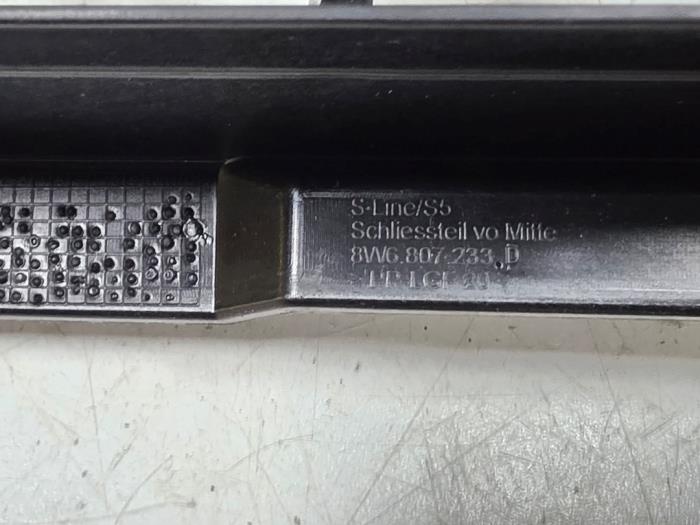 S-Line/S5
Schliessteil vo Mitte
8W6.807.233.D